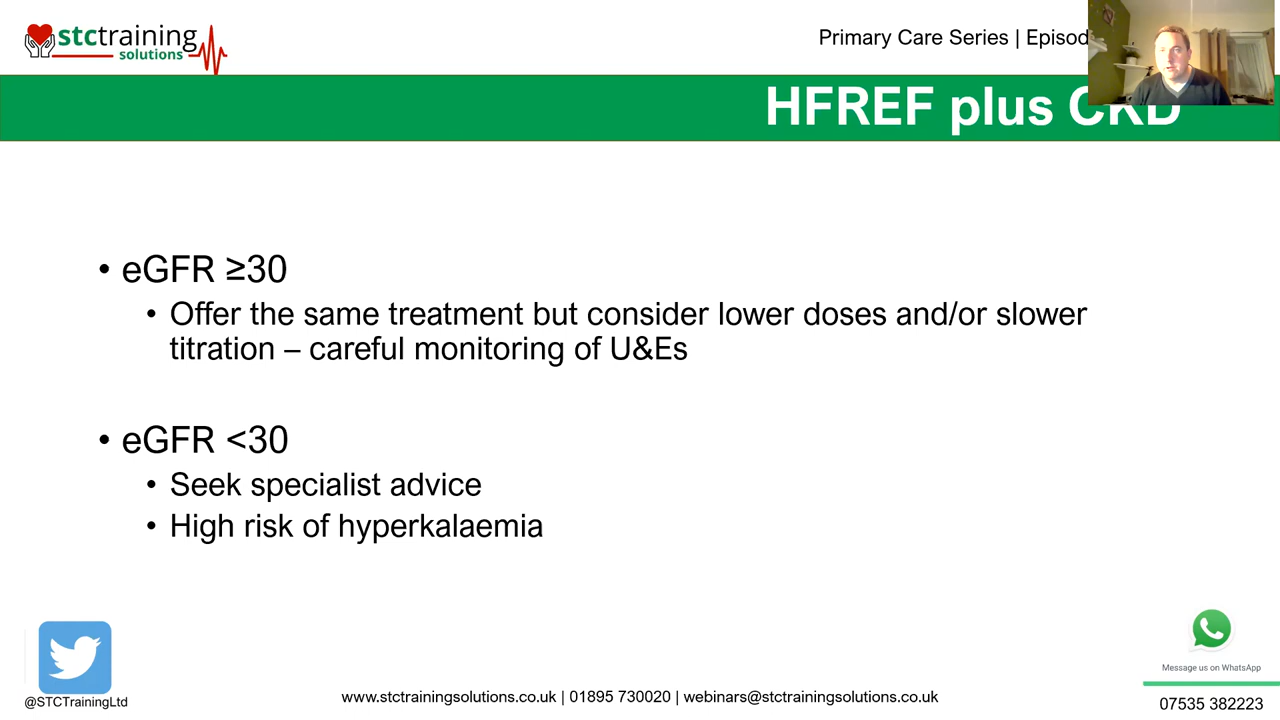 stctraining
solutions
Primary Care Series | Episod
HFREF plus CKD
• eGFR ≥30
• Offer the same treatment but consider lower doses and/or slower
titration – careful monitoring of U&Es
• eGFR <30
• Seek specialist advice
• High risk of hyperkalaemia
Message us on WhatsApp
@STCTrainingLtd
www.stctrainingsolutions.co.uk | 01895 730020 | webinars@stctrainingsolutions.co.uk
07535 382223